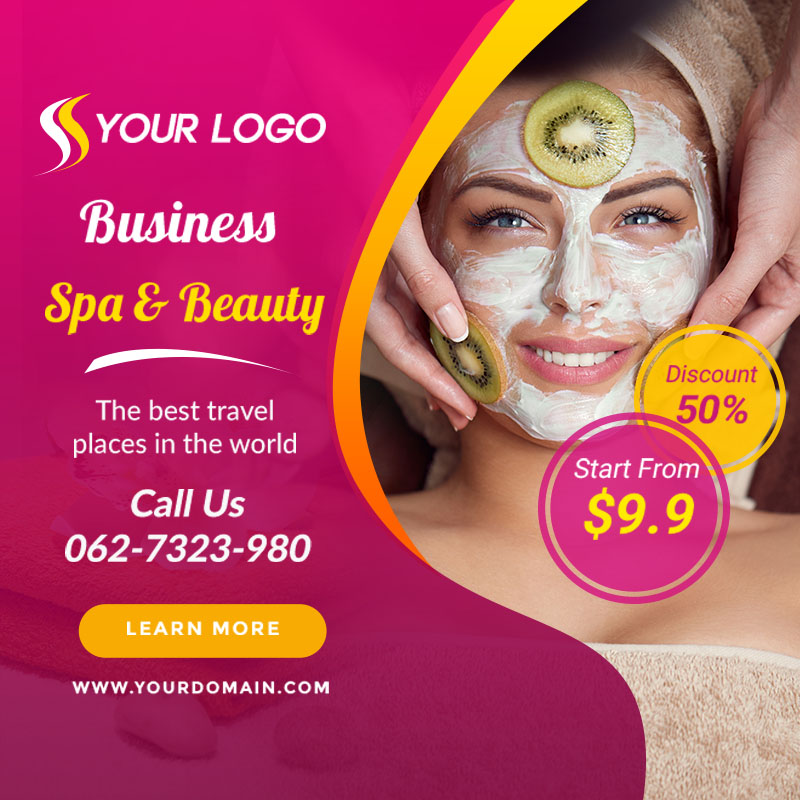 YOUR LOGO
Business
Spa & Beauty
The best travel
places in the world
Call Us
062-7323-980
LEARN MORE
WWW.YOURDOMAIN.COM
Discount
50%
Start From
$9.9